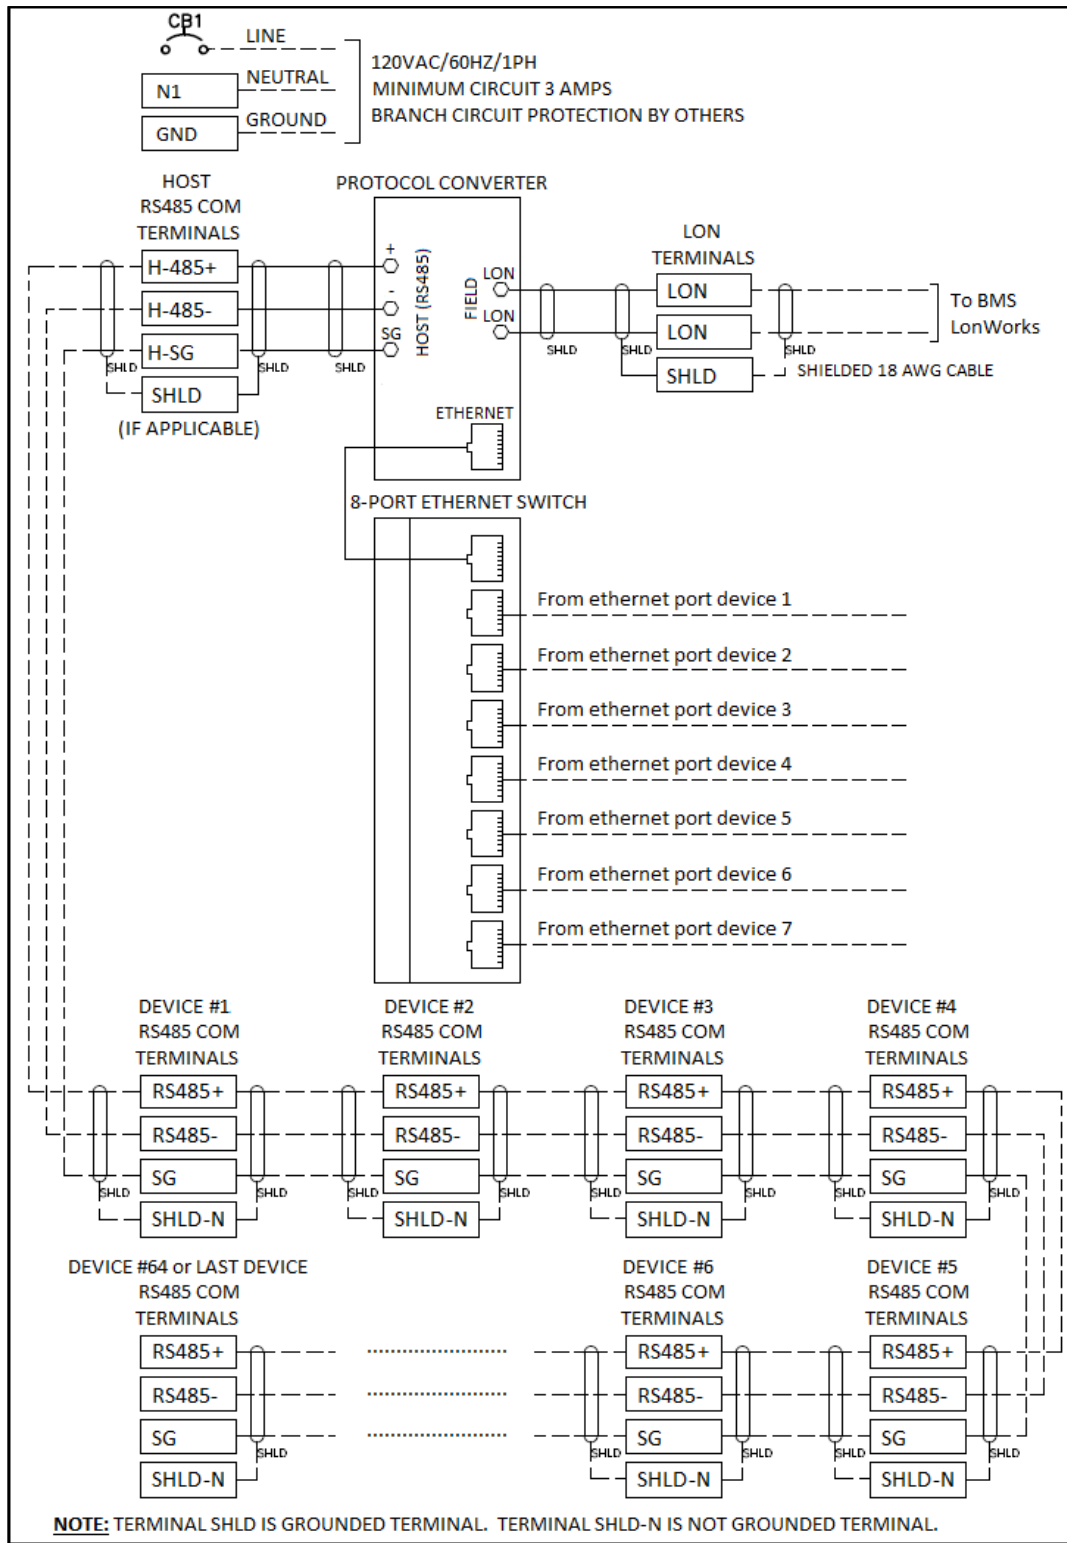 CB1
LINE
NEUTRAL
N1
GROUND
GND
120VAC/60HZ/1PH
MINIMUM CIRCUIT 3 AMPS
BRANCH CIRCUIT PROTECTION BY OTHERS
HOST
RS485 COM
TERMINALS
H-485+
H-485-
H-SG
SHLD
(IF APPLICABLE)
SHLD
SHLD
SHLD
PROTOCOL CONVERTER
+
-
SG
HOST (RS485)
FIELD
LON
LON
ETHERNET
SHLD
SHLD
LON
TERMINALS
LON
LON
SHLD
SHLD
To BMS
LonWorks
SHIELDED 18 AWG CABLE
8-PORT ETHERNET SWITCH
From ethernet port device 1
From ethernet port device 2
From ethernet port device 3
From ethernet port device 4
From ethernet port device 5
From ethernet port device 6
From ethernet port device 7
DEVICE #1
RS485 COM
TERMINALS
RS485+
RS485-
SG
SHLD-N
SHLD
SHLD
DEVICE #2
RS485 COM
TERMINALS
RS485+
RS485-
SG
SHLD-N
SHLD
SHLD
DEVICE #3
RS485 COM
TERMINALS
RS485+
RS485-
SG
SHLD-N
SHLD
SHLD
DEVICE #4
RS485 COM
TERMINALS
RS485+
RS485-
SG
SHLD-N
SHLD
SHLD
DEVICE #64 or LAST DEVICE
RS485 COM
TERMINALS
RS485+
RS485-
SG
SHLD-N
SHLD
DEVICE #6
RS485 COM
TERMINALS
RS485+
RS485-
SG
SHLD-N
SHLD
SHLD
DEVICE #5
RS485 COM
TERMINALS
RS485+
RS485-
SG
SHLD-N
SHLD
SHLD
NOTE: TERMINAL SHLD IS GROUNDED TERMINAL. TERMINAL SHLD-N IS NOT GROUNDED TERMINAL.